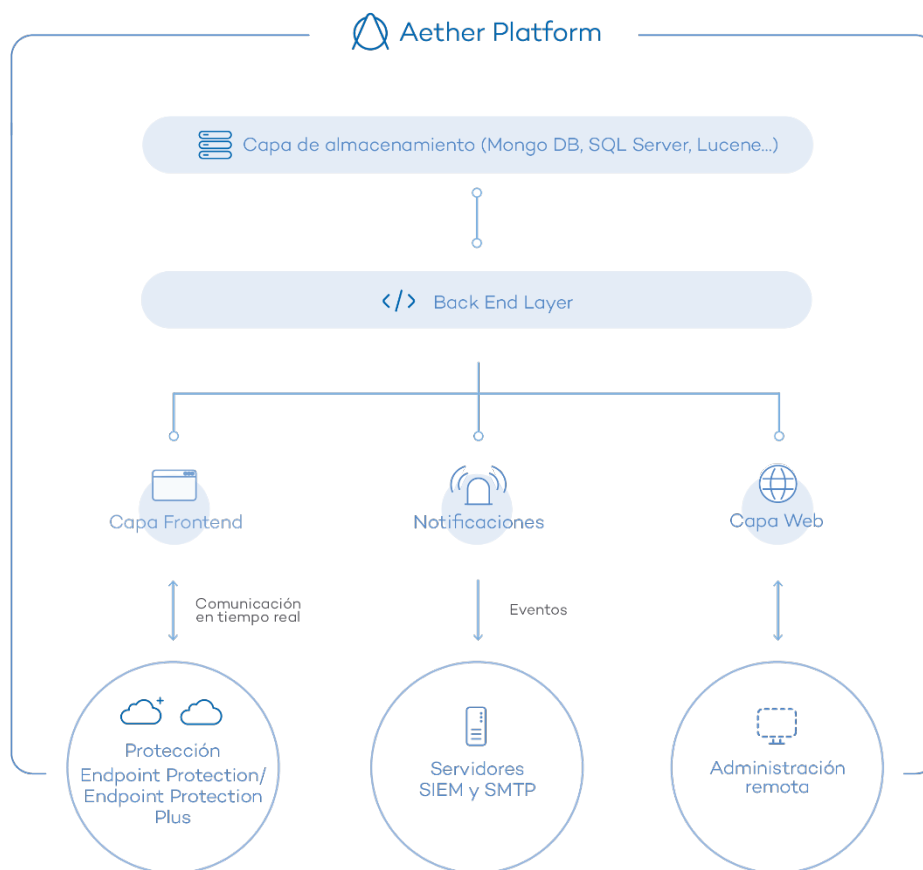 Aether Platform
Capa de almacenamiento (Mongo DB, SQL Server, Lucene...)
</> Back End Layer
Capa Frontend
Notificaciones
Capa Web
Comunicación
en tiempo real
Eventos
Protección
Endpoint Protection/
Endpoint Protection
Plus
Servidores
SIEM y SMTP
Administración
remota